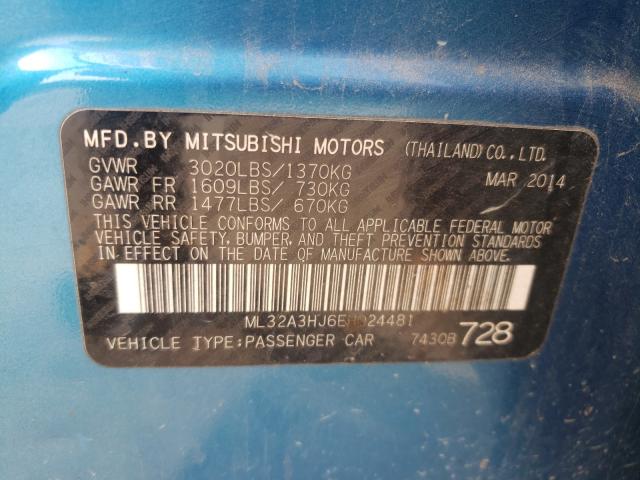 MFD.BY MITSUBISHI MOTORS (THAILAND) CO., LTD.
GVWR 3020LBS/1370KG MAR 2014
GAWR FR 1609LBS/ 730KG
GAWR RR 1477LBS/ 670KG
THIS VEHICLE CONFORMS TO ALL APPLICABLE FEDERAL MOTOR
VEHICLE SAFETY, BUMPER, AND THEFT PREVENTION STANDARDS
IN EFFECT ON THE DATE OF MANUFACTURE SHOWN ABOVE.
ML32A3HJ6EH024481
VEHICLE TYPE:PASSENGER CAR 7430B 728